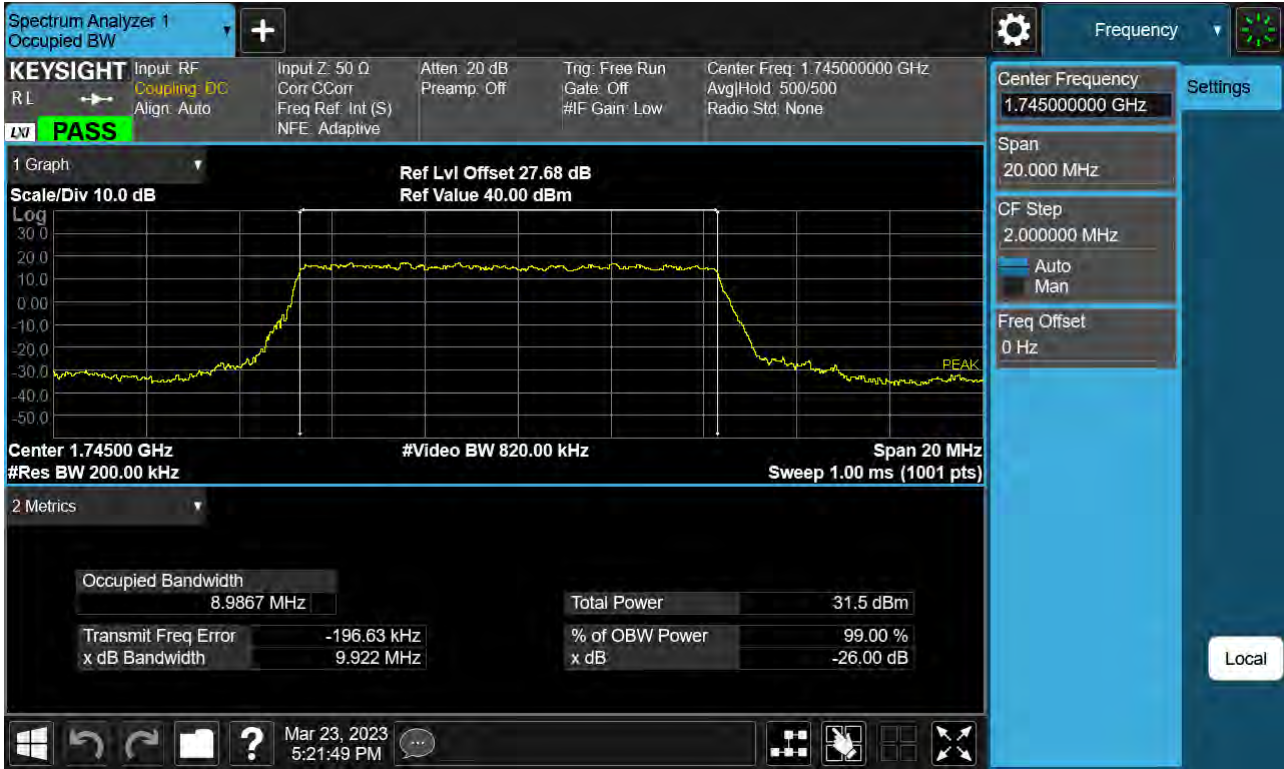 Spectrum Analyzer 1
Occupied BW
+
Frequency
KEYSIGHT
R L
LXI
PASS
Input: RF
Coupling: DC
Align: Auto
Input Z: 50 Ω
Corr CCorr
Freq Ref: Int (S)
NFE: Adaptive
Atten: 20 dB
Preamp: Off
Trig: Free Run
Gate: Off
#IF Gain: Low
Center Freq: 1.745000000 GHz
Avg|Hold: 500/500
Radio Std: None
1 Graph
Scale/Div 10.0 dB
Ref Lvl Offset 27.68 dB
Ref Value 40.00 dBm
Log
30.0
20.0
10.0
0.00
-10.0
-20.0
-30.0
-40.0
-50.0
PEAK
Center 1.74500 GHz
#Video BW 820.00 kHz
Span 20 MHz
#Res BW 200.00 kHz
Sweep 1.00 ms (1001 pts)
2 Metrics
Occupied Bandwidth
8.9867 MHz
Total Power 31.5 dBm
Transmit Freq Error -196.63 kHz
% of OBW Power 99.00 %
x dB Bandwidth 9.922 MHz
x dB -26.00 dB
Center Frequency
1.745000000 GHz
Settings
Span
20.000 MHz
CF Step
2.000000 MHz
Auto
Man
Freq Offset
0 Hz
Local
?
Mar 23, 2023
5:21:49 PM